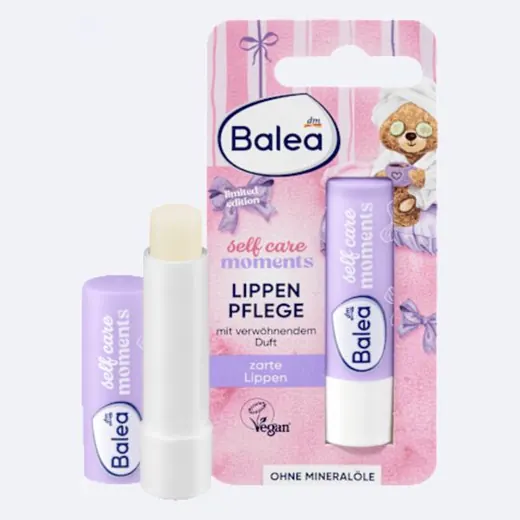 dm
Balea
limited
edition
self care
moments
LIPPEN
PFLEGE
mit verwöhnendem
Duft
zarte
Lippen
Vegan
OHNE MINERALÖLE
self care
moments
dm
Balea
self care
moments
dm
Balea